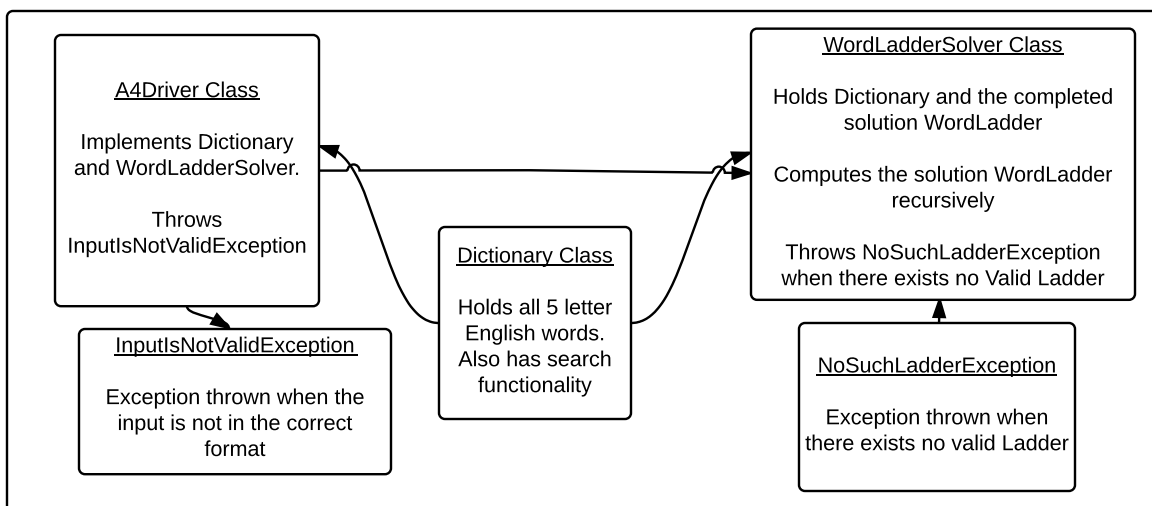 A4Driver Class
Implements Dictionary
and WordLadderSolver.
Throws
InputIsNotValidException
InputIsNotValidException
Exception thrown when the
input is not in the correct
format
Dictionary Class
Holds all 5 letter
English words.
Also has search
functionality
WordLadderSolver Class
Holds Dictionary and the completed
solution WordLadder
Computes the solution WordLadder
recursively
Throws NoSuchLadderException
when there exists no Valid Ladder
NoSuchLadderException
Exception thrown when
there exists no valid Ladder